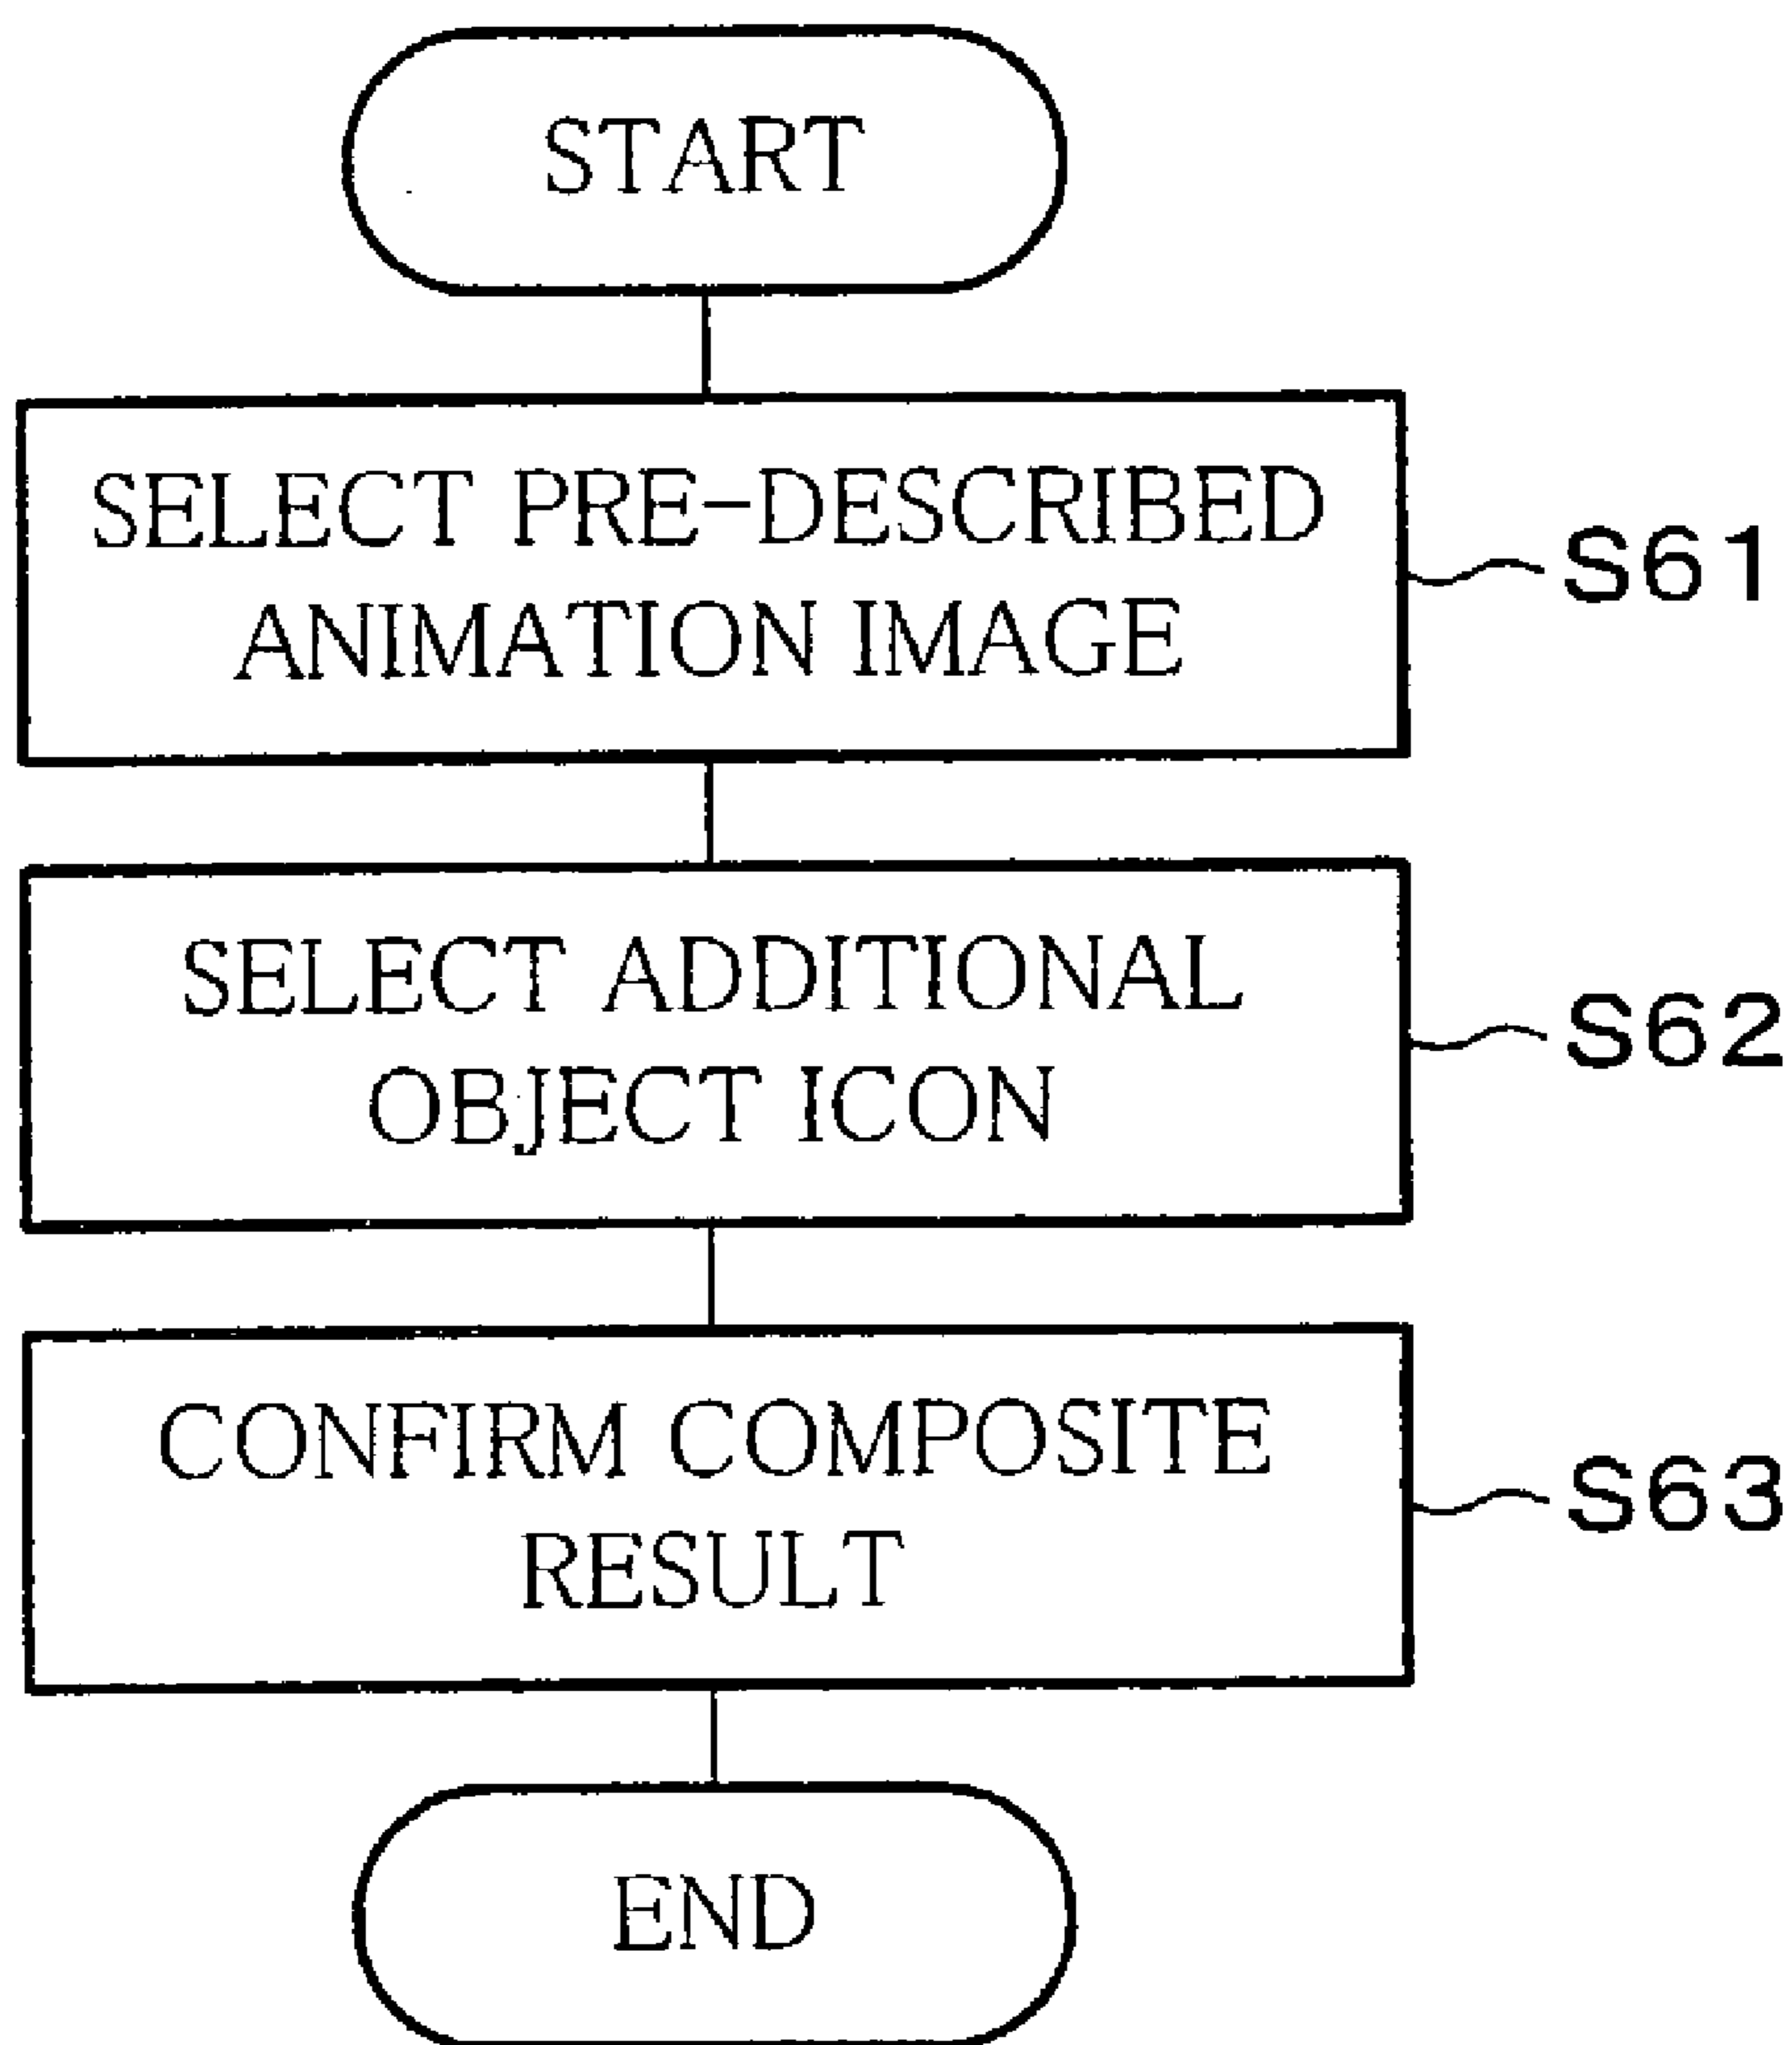 START
SELECT PRE-DESCRIBED
ANIMATION IMAGE
S61
SELECT ADDITIONAL
OBJECT ICON
S62
CONFIRM COMPOSITE
RESULT
S63
END